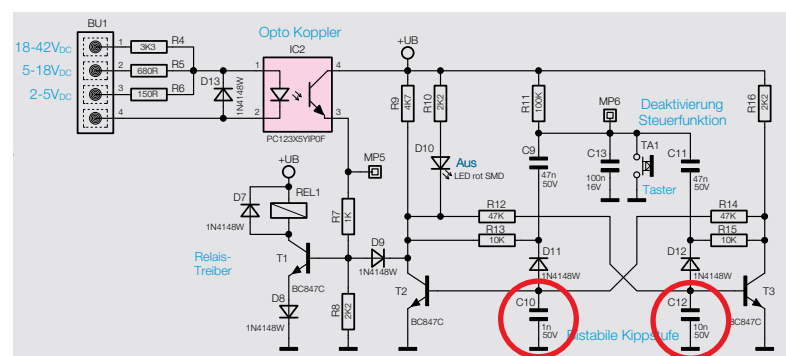 BU1
18-42VDC
5-18VDC
2-5VDC
1
2
3
4
R4
3K3
R5
680R
R6
150R
D13
1N4148W
Opto Koppler
IC2
1
2
4
3
PC123X5YIP0F
+UB
R9
4K7
R10
2K2
D10
Aus
LED rot SMD
R11
100K
C9
47n
50V
MP6
C13
100n
16V
Deaktivierung
Steuerfunktion
TA1
Taster
C11
47n
50V
R16
2K2
MP5
+UB
D7
1N4148W
REL1
R7
1K
R12
47K
R13
10K
R14
47K
R15
10K
Relais-
Treiber
T1
BC847C
D9
1N4148W
D11
1N4148W
D12
1N4148W
D8
1N4148W
R8
2K2
T2
BC847C
C10
1n
50V
Bistabile Kippstufe
C12
10n
50V
T3
BC847C